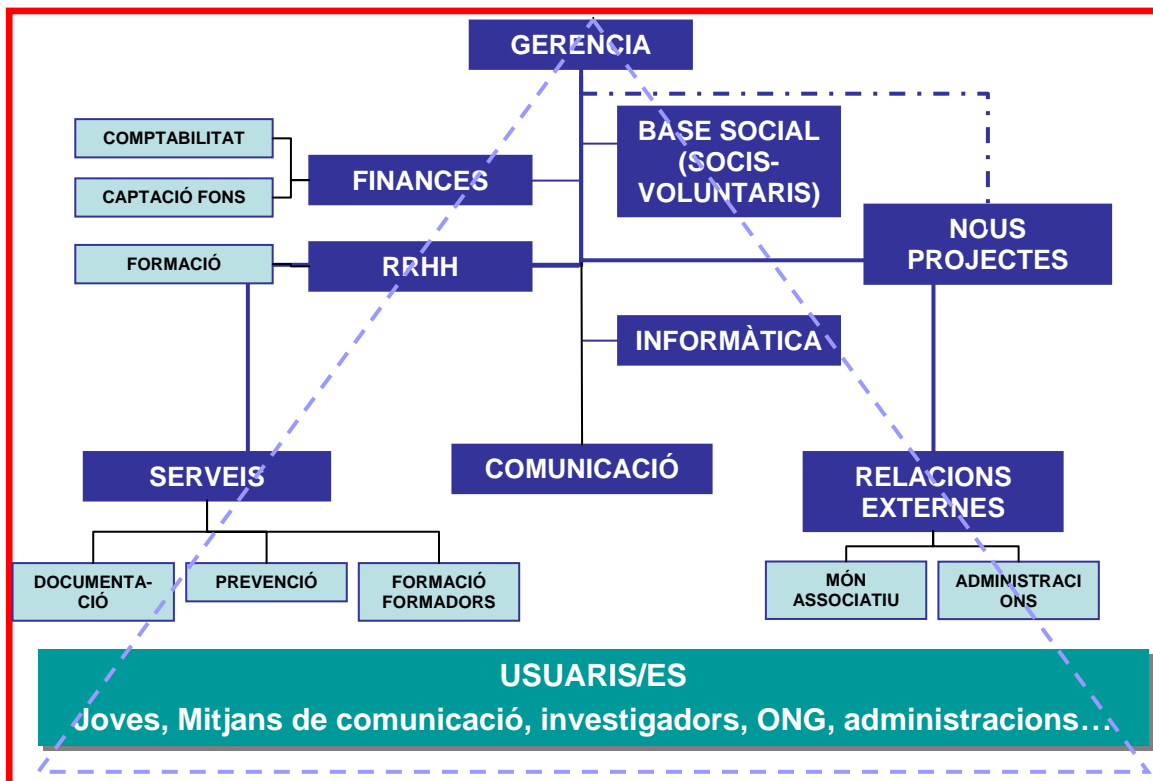 GERENCIA
BASE SOCIAL
(SOCIS-
VOLUNTARIS)
COMPTABILITAT
FINANCES
CAPTACIÓ FONS
NOUS
PROJECTES
FORMACIÓ
RRHH
INFORMÀTICA
SERVEIS
COMUNICACIÓ
RELACIONS
EXTERNES
DOCUMENTA-
CIÓ
PREVENCIÓ
FORMACIÓ
FORMADORS
MÓN
ASSOCIATIU
ADMINISTRACI
ONS
USUARIS/ES
Joves, Mitjans de comunicació, investigadors, ONG, administracions…